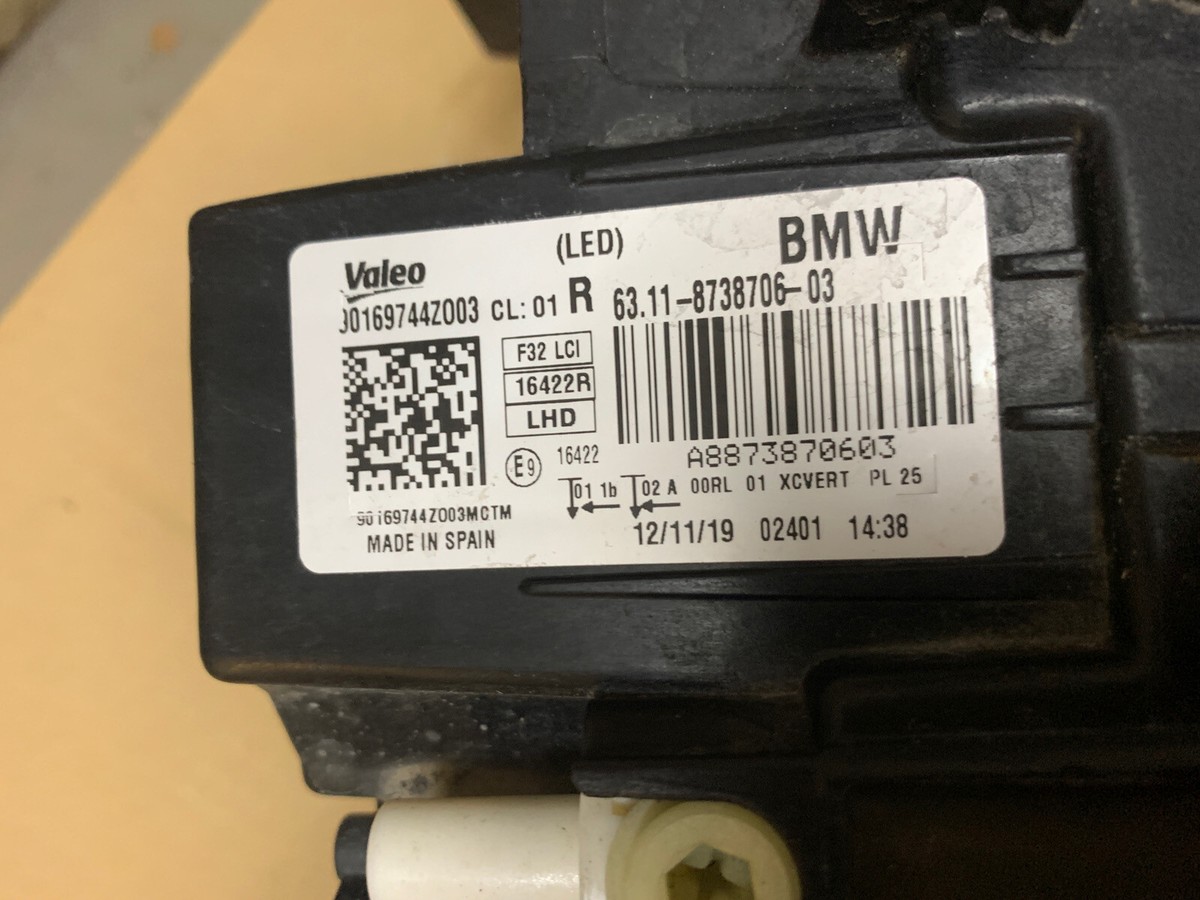 (LED)
BMW
Valeo
90169744Z003 CL: 01 R 63.11-8738706-03
F32 LCI
16422R
LHD
A8873870603
E9 16422
01 1b 02 A 00RL 01 XCVERT PL 25
90169744Z003MCTM
12/11/19 02401 14:38
MADE IN SPAIN